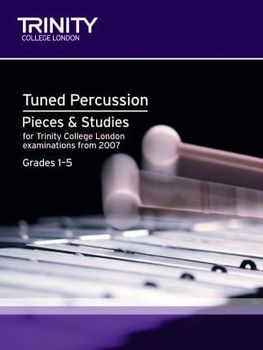 TRINITY
COLLEGE LONDON
Tuned Percussion
Pieces & Studies
for Trinity College London
examinations from 2007
Grades 1–5